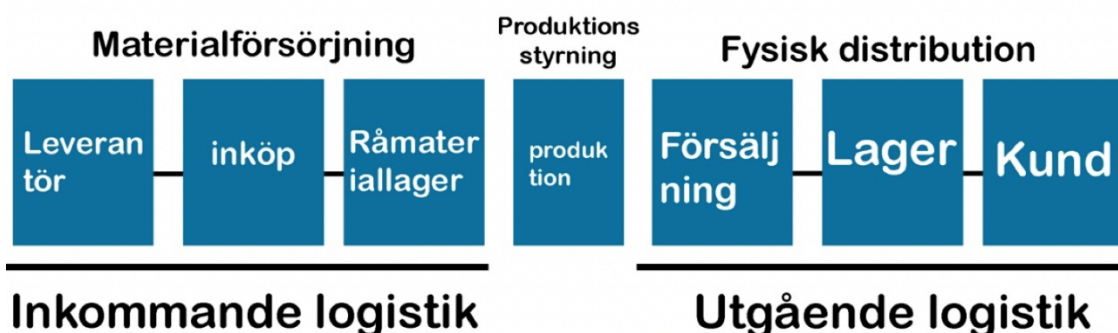 Materialförsörjning
Produktions
styrning
Fysisk distribution
Leveran
tör
inköp
Råmater
iallager
produk
tion
Försälj
ning
Lager
Kund
Inkommande logistik
Utgående logistik